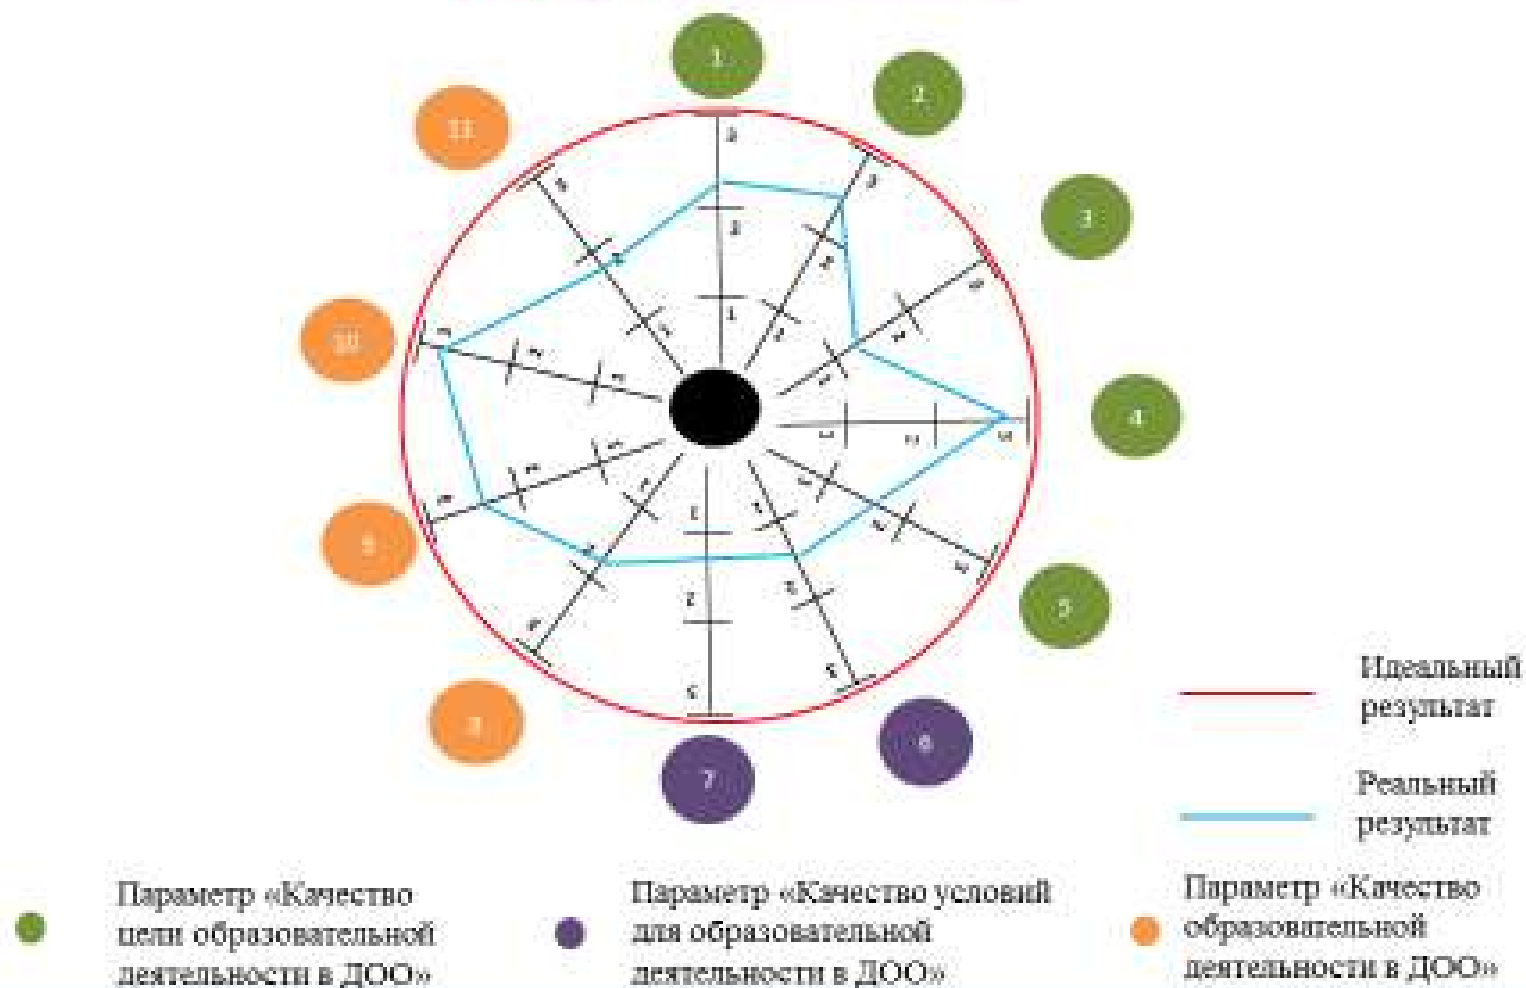 1
2
3
4
5
6
7
9
10
11
Идеальный
результат
Реальный
результат
Параметр «Качество
цели образовательной
деятельности в ДОО»
Параметр «Качество условий
для образовательной
деятельности в ДОО»
Параметр «Качество
образовательной
деятельности в ДОО»